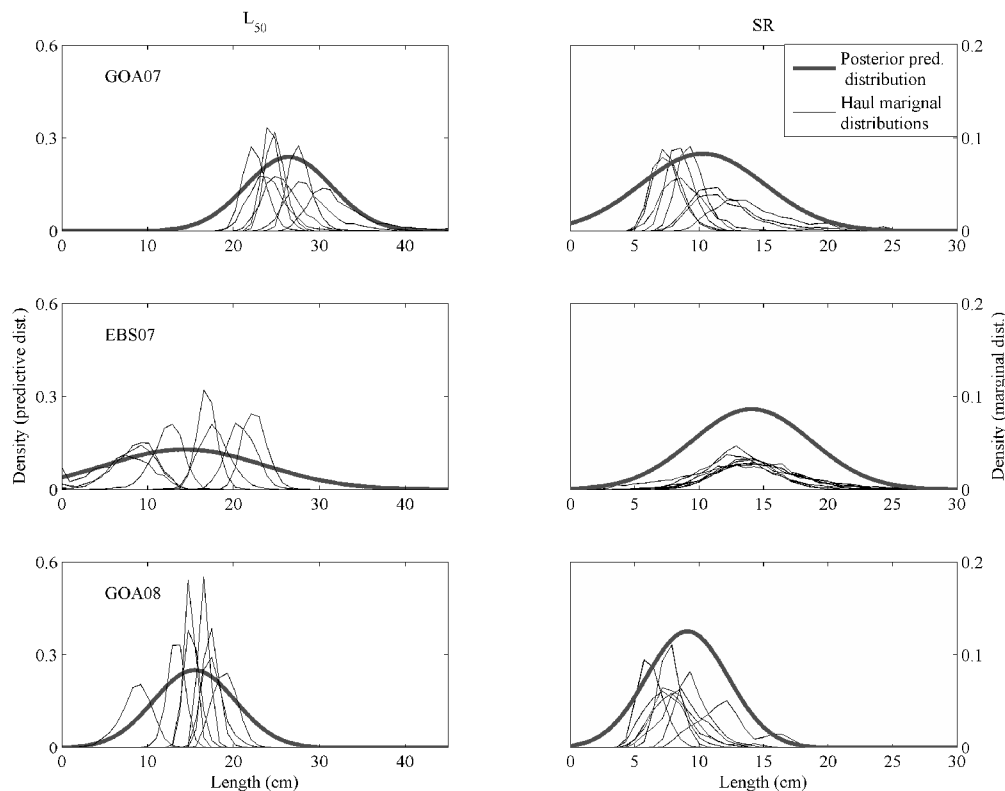 L50
SR
0.6
0.3
0
GOA07
0 10 20 30 40
0.2
0.1
0
Posterior pred.
distribution
Haul marignal
distributions
0 5 10 15 20 25 30
Density (predictive dist.)
0.6
0.3
0
EBS07
0 10 20 30 40
0.2
0.1
0
0 5 10 15 20 25 30
Density (marginal dist.)
0.6
0.3
0
GOA08
0 10 20 30 40
Length (cm)
0.2
0.1
0
0 5 10 15 20 25 30
Length (cm)